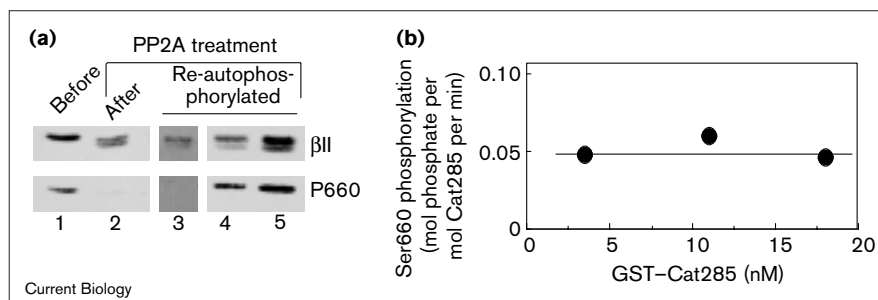 (a)
PP2A treatment
Before
After
Re-autophos-
phorylated
βII
P660
1 2 3 4 5
Current Biology
(b)
Ser660 phosphorylation
(mol phosphate per
mol Cat285 per min)
0.10
0.05
0
0 5 10 15 20
GST–Cat285 (nM)